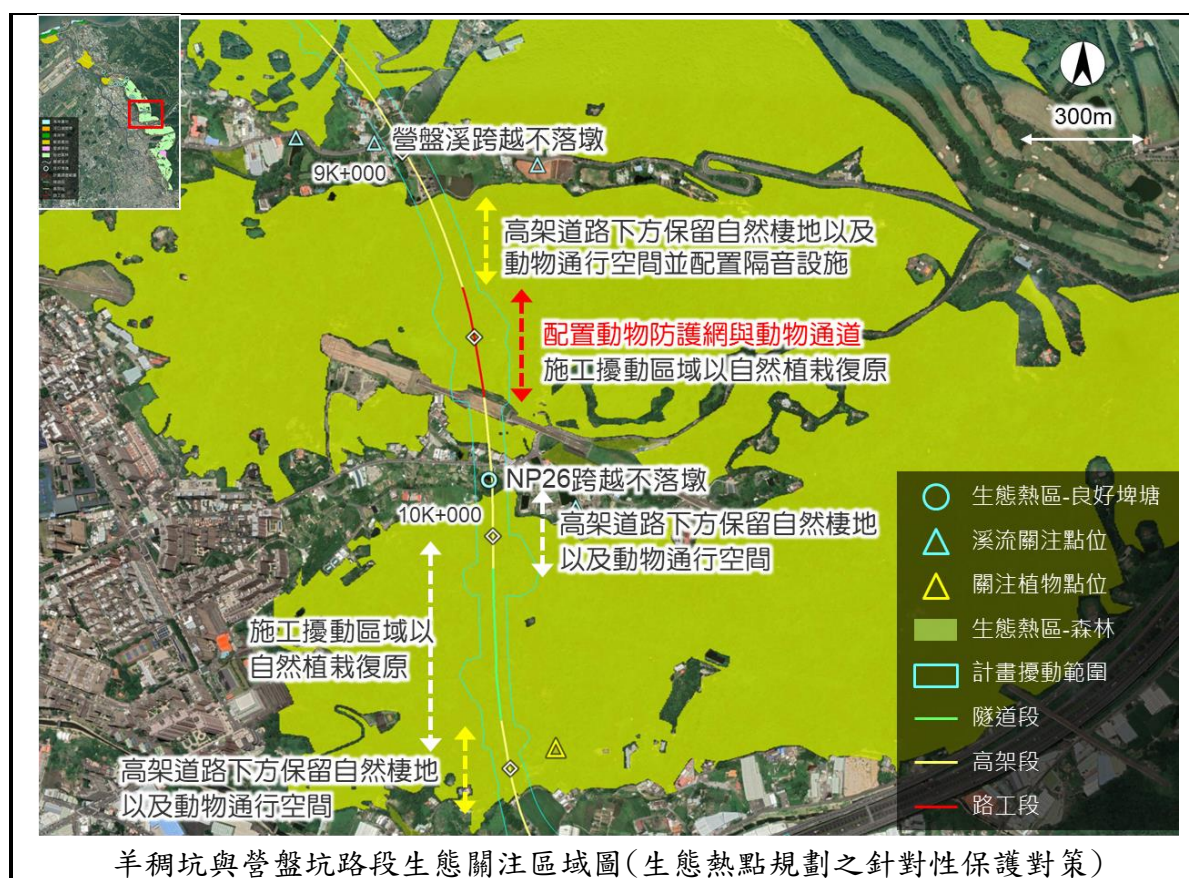 300m
營盤溪跨越不落墩
9K+000
高架道路下方保留自然棲地以及
動物通行空間並配置隔音設施
配置動物防護網與動物通道
施工擾動區域以自然植栽復原
NP26跨越不落墩
10K+000
高架道路下方保留自然棲地
以及動物通行空間
施工擾動區域以
自然植栽復原
高架道路下方保留自然棲地
以及動物通行空間
生態熱區-良好埤塘
溪流關注點位
關注植物點位
生態熱區-森林
計畫擾動範圍
隧道段
高架段
路工段
羊稠坑與營盤坑路段生態關注區域圖(生態熱點規劃之針對性保護對策)